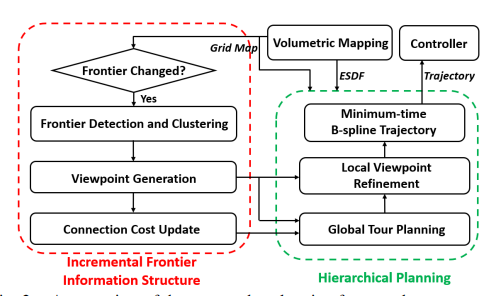 Grid Map
Volumetric Mapping
Controller
Frontier Changed?
ESDF
Trajectory
Yes
Frontier Detection and Clustering
Minimum-time
B-spline Trajectory
Viewpoint Generation
Local Viewpoint
Refinement
Connection Cost Update
Global Tour Planning
Incremental Frontier
Information Structure
Hierarchical Planning